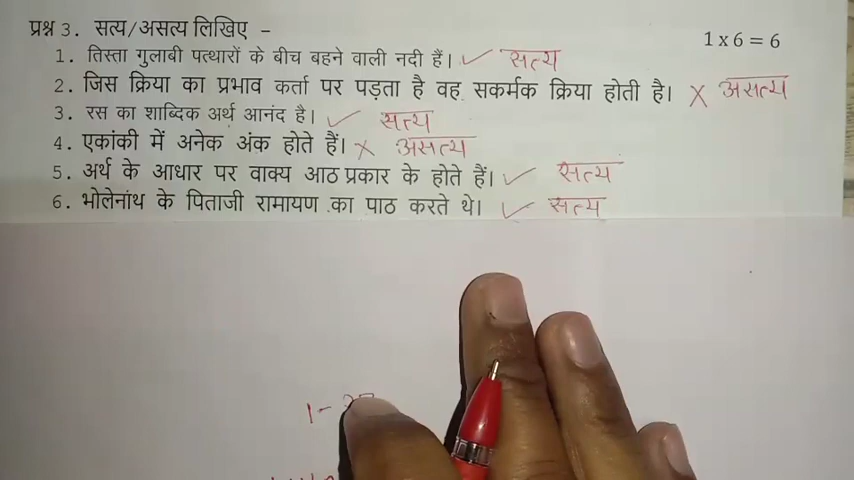 प्रश्न 3. सत्य/असत्य लिखिए - 1 x 6 = 6
1. तिस्ता गुलाबी पत्थारों के बीच बहने वाली नदी हैं। ✓ सत्य
2. जिस क्रिया का प्रभाव कर्ता पर पड़ता है वह सकर्मक क्रिया होती है। X असत्य
3. रस का शाब्दिक अर्थ आनंद है। ✓ सत्य
4. एकांकी में अनेक अंक होते हैं। X असत्य
5. अर्थ के आधार पर वाक्य आठ प्रकार के होते हैं। ✓ सत्य
6. भोलेनांथ के पिताजी रामायण का पाठ करते थे। ✓ सत्य
1 -